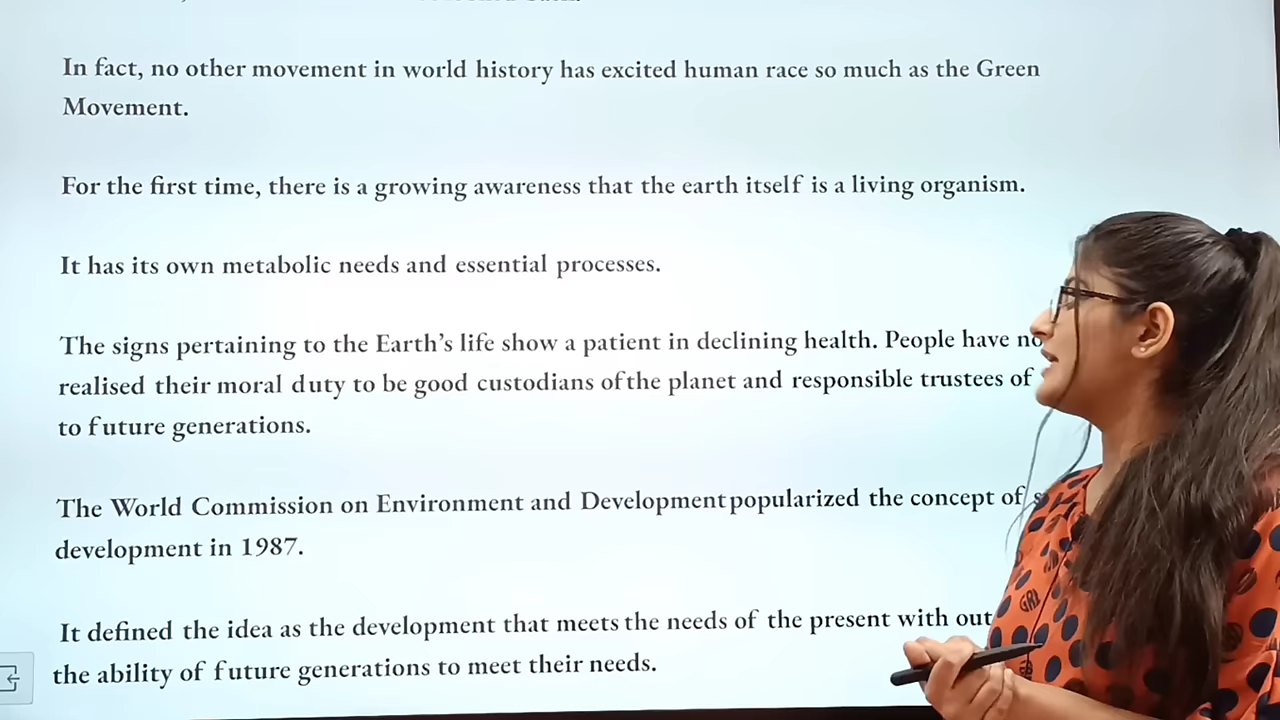 In fact, no other movement in world history has excited human race so much as the Green
Movement.
For the first time, there is a growing awareness that the earth itself is a living organism.
It has its own metabolic needs and essential processes.
The signs pertaining to the Earth's life show a patient in declining health. People have
realised their moral duty to be good custodians of the planet and responsible trustees of
to future generations.
The World Commission on Environment and Development popularized the concept of
development in 1987.
It defined the idea as the development that meets the needs of the present with out
the ability of future generations to meet their needs.